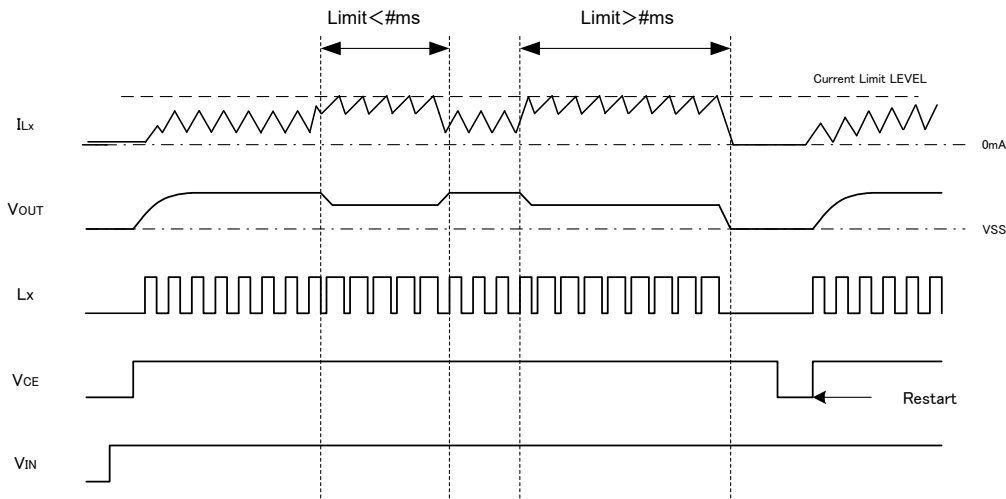 Limit＜#ms
Limit＞#ms
Current Limit LEVEL
ILx
0mA
VOUT
VSS
Lx
VCE
Restart
VIN